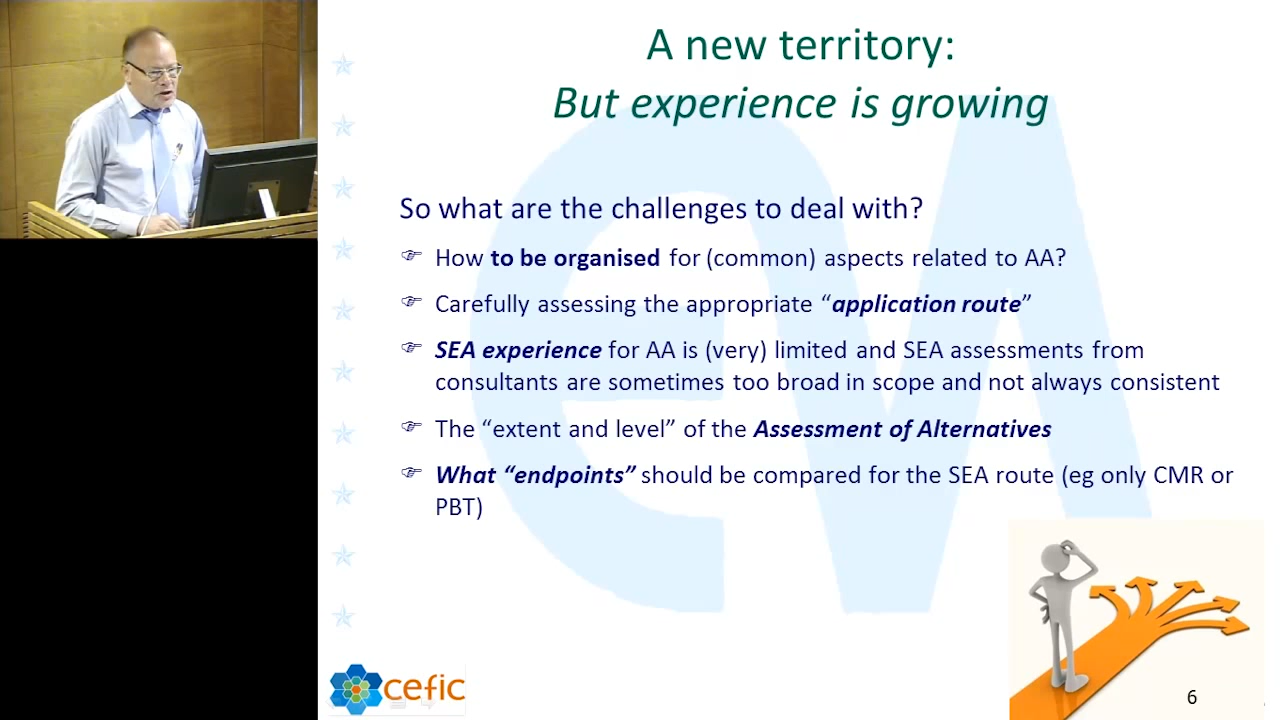 A new territory:
But experience is growing
So what are the challenges to deal with?
How to be organised for (common) aspects related to AA?
Carefully assessing the appropriate “application route”
SEA experience for AA is (very) limited and SEA assessments from
consultants are sometimes too broad in scope and not always consistent
The “extent and level” of the Assessment of Alternatives
What “endpoints” should be compared for the SEA route (eg only CMR or
PBT)
cefic
6